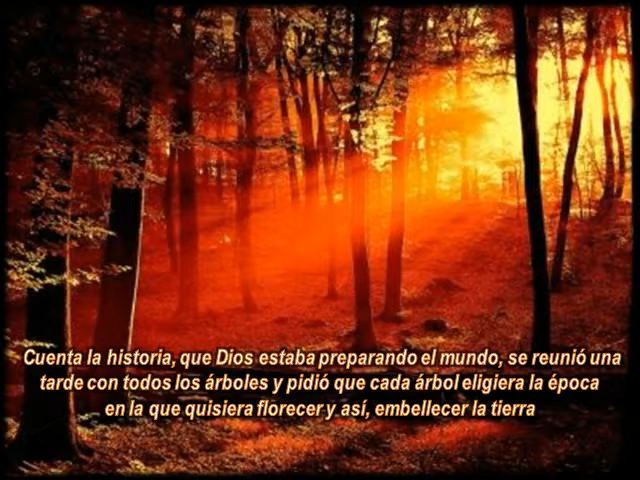 Cuenta la historia, que Dios estaba preparando el mundo, se reunió una
tarde con todos los árboles y pidió que cada árbol eligiera la época
en la que quisiera florecer y así, embellecer la tierra